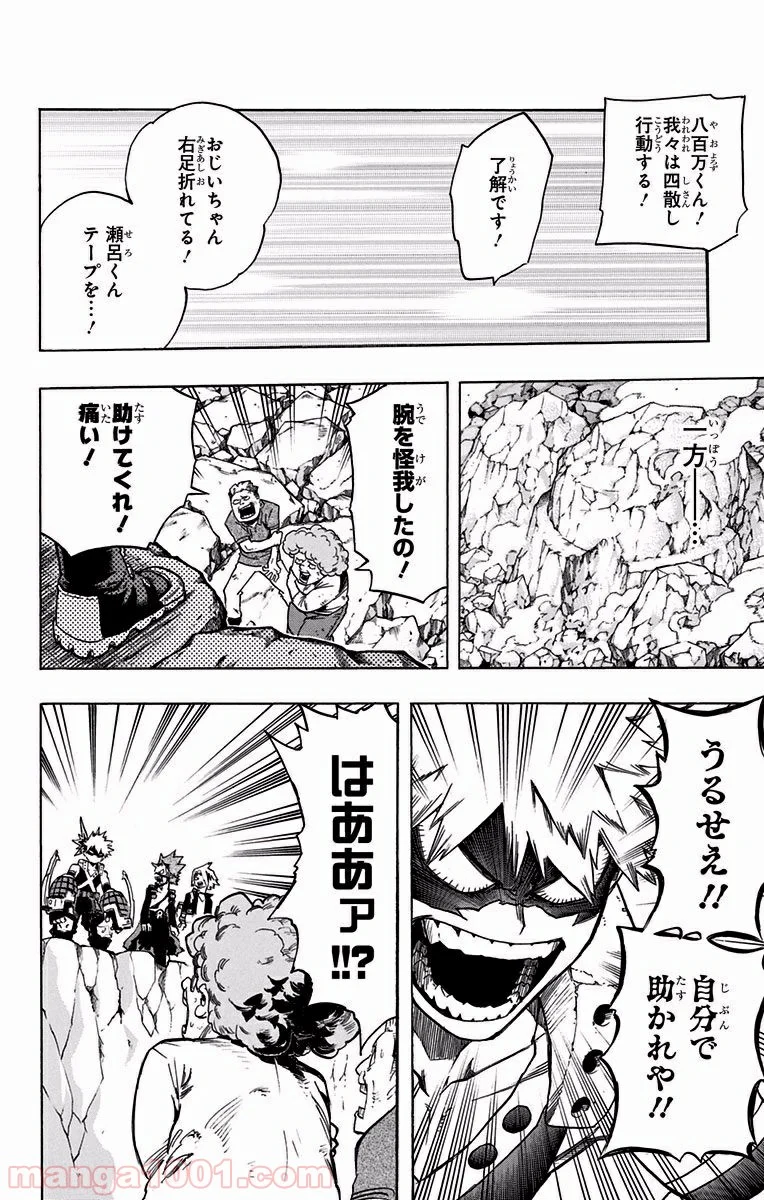 八百万くん！
我々は四散し
行動する！
了解です！
おじいちゃん
右足折れてる！
瀬呂くん
テープを…！
一方――…
腕を怪我したの！
助けてくれ！
痛い！
うるせえ！！
自分で
助かれや！！
はああァ！！？
manga1001.com